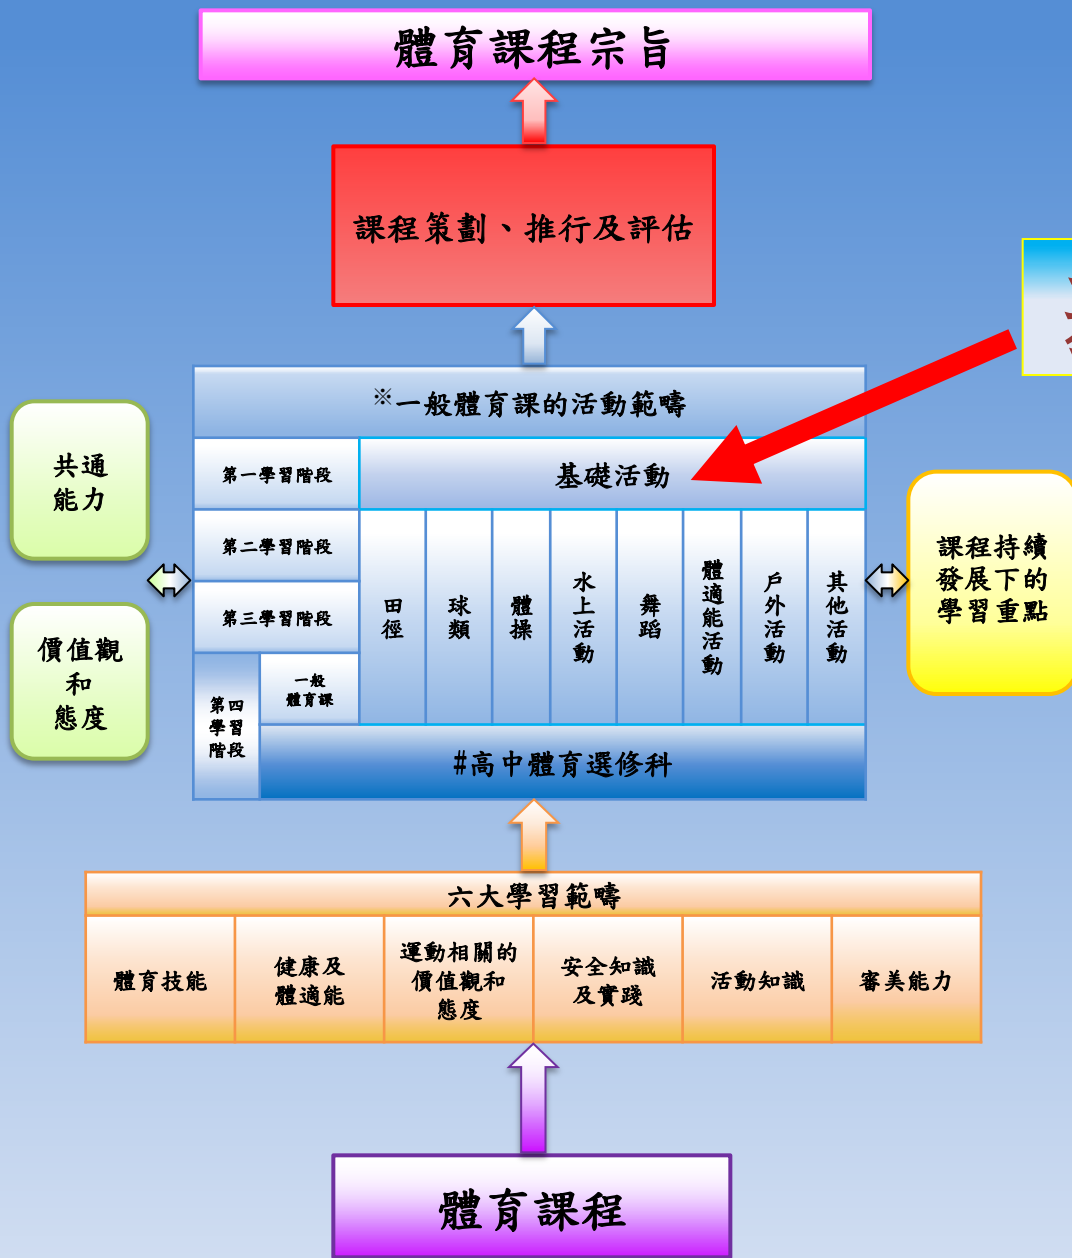 體育課程宗旨
課程策劃、推行及評估
※一般體育課的活動範疇
共通
能力
價值觀
和
態度
第一學習階段
基礎活動
第二學習階段
第三學習階段
第四
學習
階段
一般
體育課
田徑
球類
體操
水上活動
舞蹈
體適能活動
戶外活動
其他活動
#高中體育選修科
課程持續
發展下的
學習重點
六大學習範疇
體育技能
健康及
體適能
運動相關的
價值觀和
態度
安全知識
及實踐
活動知識
審美能力
體育課程